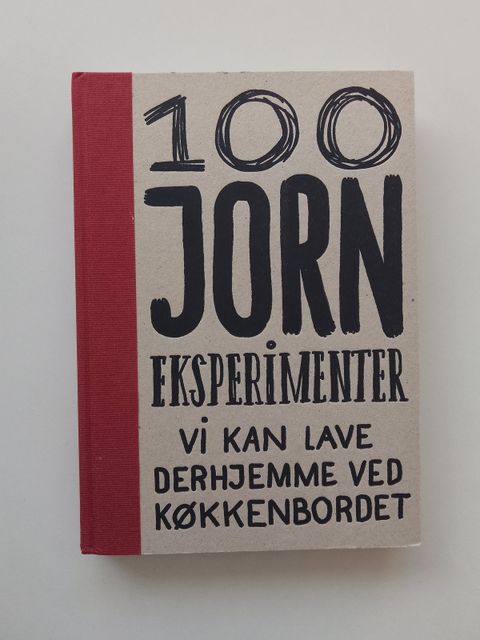 100
JORN
EKSPERIMENTER
Vi KAN LAVE
DERHJEMME VED
KØKKENBORDET